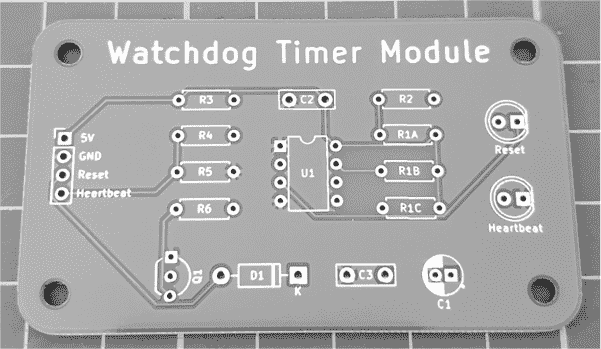 Watchdog Timer Module
R3
C2
R2
5V
R4
R1A
Reset
GND
R5
U1
R1B
Reset
Heartbeat
R6
R1C
Heartbeat
Q1
D1
K
C3
C1